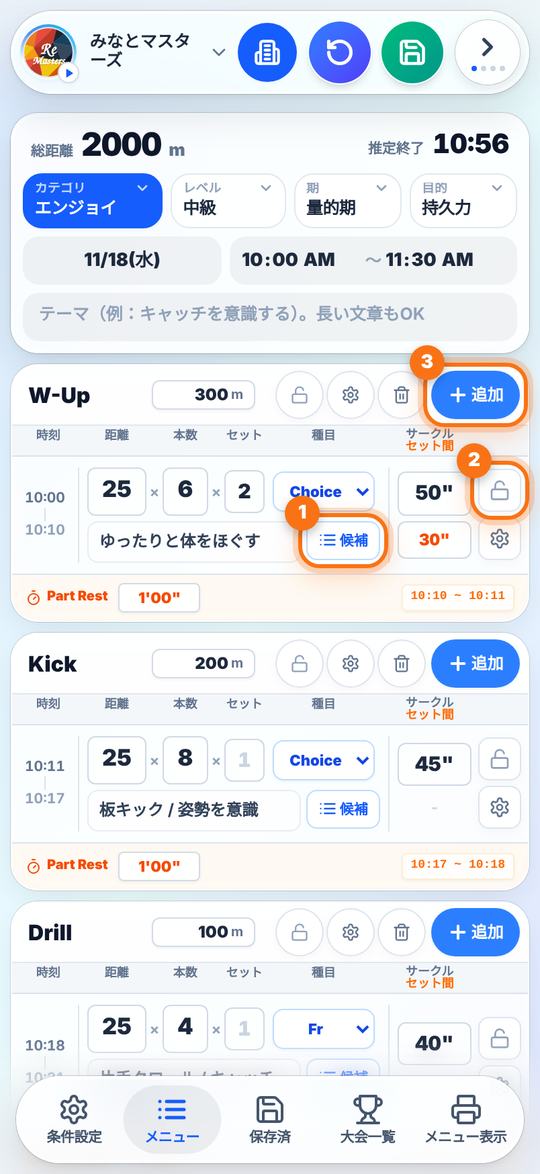 Re Masters
みなとマスターズ
総距離 2000 m
推定終了 10:56
カテゴリ エンジョイ
レベル 中級
期 量的期
目的 持久力
11/18(水)
10:00 AM ～ 11:30 AM
テーマ（例：キャッチを意識する）。長い文章もOK
3
W-Up 300 m + 追加
時刻 距離 本数 セット 種目 サークル
セット間
2
10:00 25 × 6 × 2 Choice 50"
1
10:10 ゆったりと体をほぐす 候補 30"
Part Rest 1'00" 10:10 ~ 10:11
Kick 200 m + 追加
時刻 距離 本数 セット 種目 サークル
セット間
10:11 25 × 8 × 1 Choice 45"
10:17 板キック / 姿勢を意識 候補 -
Part Rest 1'00" 10:17 ~ 10:18
Drill 100 m + 追加
時刻 距離 本数 セット 種目 サークル
セット間
10:18 25 × 4 × 1 Fr 40"
候補
条件設定 メニュー 保存済 大会一覧 メニュー表示